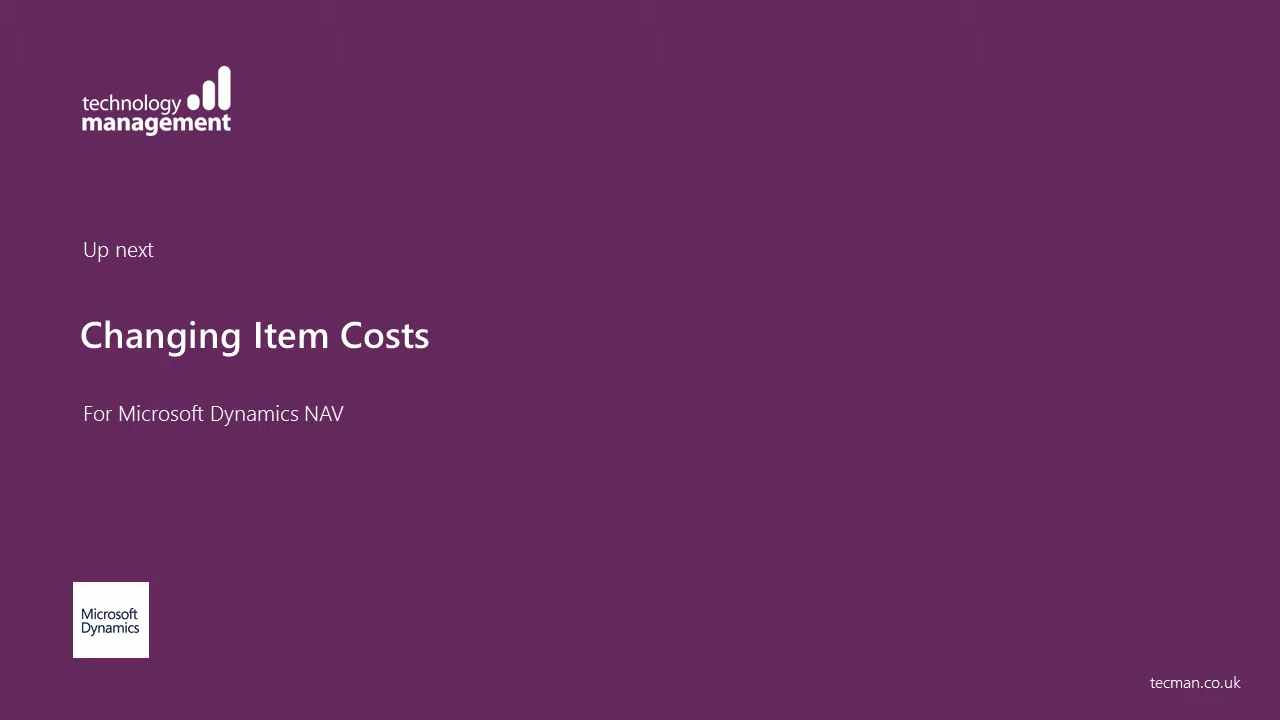 technology
management
Up next
Changing Item Costs
For Microsoft Dynamics NAV
Microsoft
Dynamics
tecman.co.uk